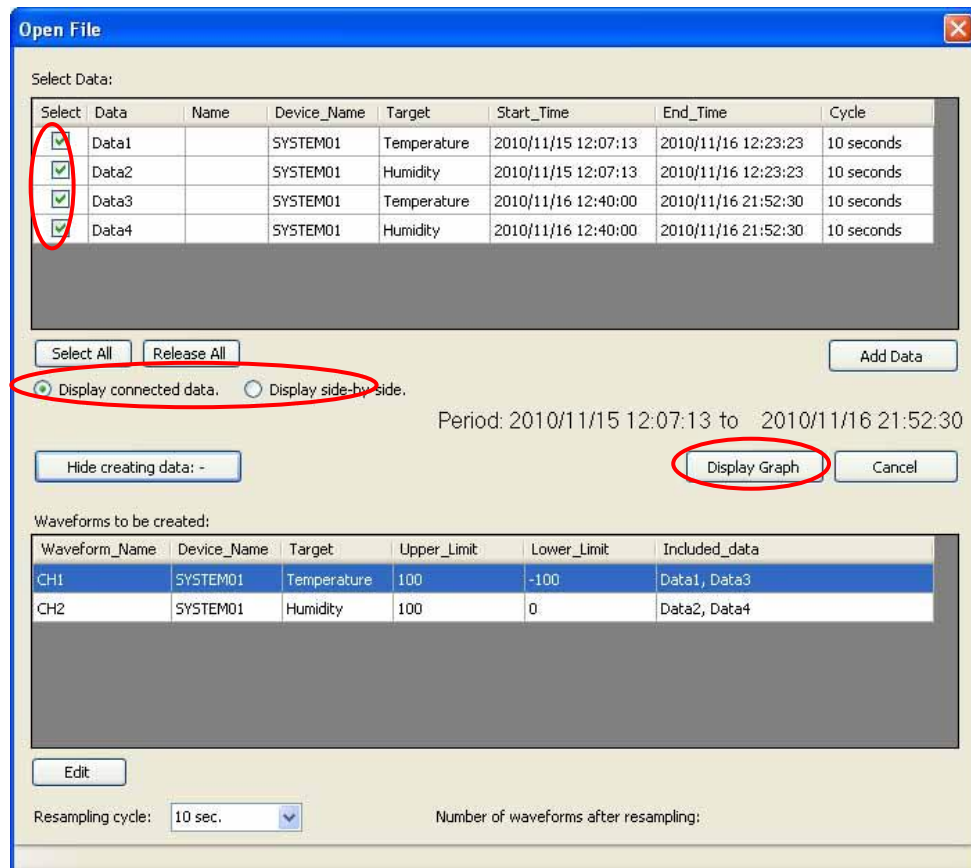 Open File
Select Data:
Select Data Name Device_Name Target Start_Time End_Time Cycle
Data1 SYSTEM01 Temperature 2010/11/15 12:07:13 2010/11/16 12:23:23 10 seconds
Data2 SYSTEM01 Humidity 2010/11/15 12:07:13 2010/11/16 12:23:23 10 seconds
Data3 SYSTEM01 Temperature 2010/11/16 12:40:00 2010/11/16 21:52:30 10 seconds
Data4 SYSTEM01 Humidity 2010/11/16 12:40:00 2010/11/16 21:52:30 10 seconds
Select All Release All Add Data
Display connected data. Display side-by-side.
Period: 2010/11/15 12:07:13 to 2010/11/16 21:52:30
Hide creating data: - Display Graph Cancel
Waveforms to be created:
Waveform_Name Device_Name Target Upper_Limit Lower_Limit Included_data
CH1 SYSTEM01 Temperature 100 -100 Data1, Data3
CH2 SYSTEM01 Humidity 100 0 Data2, Data4
Edit
Resampling cycle: 10 sec. Number of waveforms after resampling: